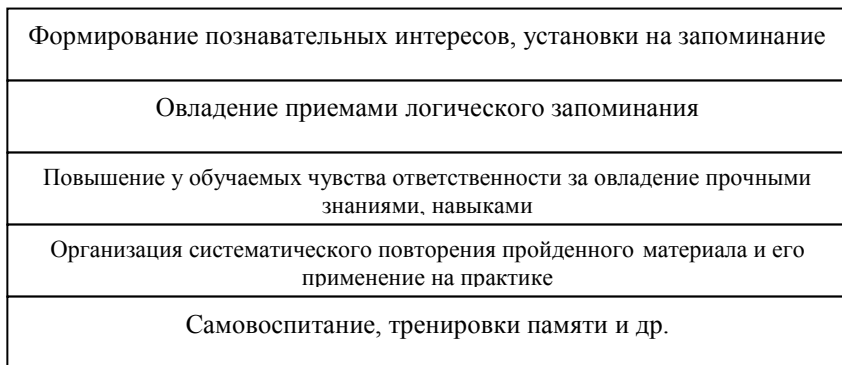 Формирование познавательных интересов, установки на запоминание
Овладение приемами логического запоминания
Повышение у обучаемых чувства ответственности за овладение прочными
знаниями, навыками
Организация систематического повторения пройденного материала и его
применение на практике
Самовоспитание, тренировки памяти и др.